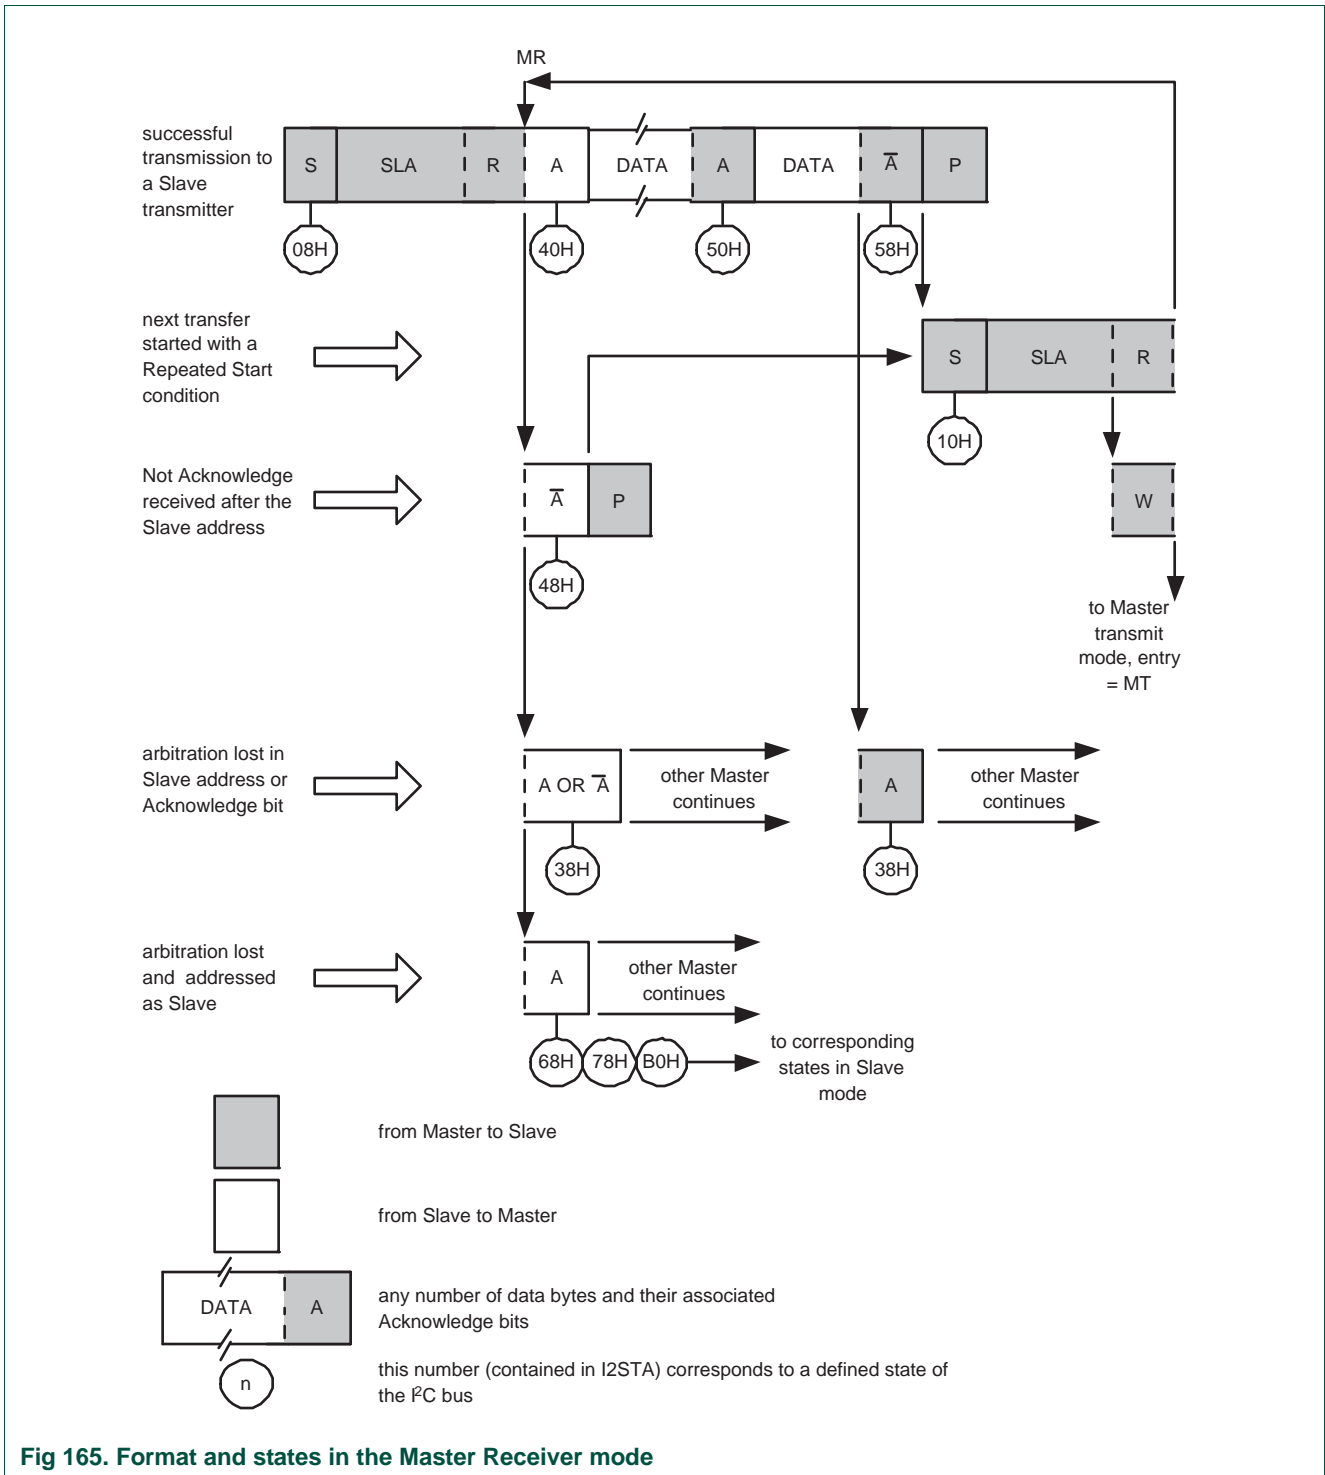 MR
successful
transmission to
a Slave
transmitter
S SLA R A DATA A DATA A̅ P
08H 40H 50H 58H
next transfer
started with a
Repeated Start
condition
S SLA R
10H
Not Acknowledge
received after the
Slave address
A̅ P
W
48H
to Master
transmit
mode, entry
= MT
arbitration lost in
Slave address or
Acknowledge bit
A OR A̅
other Master
continues
A
other Master
continues
38H 38H
arbitration lost
and addressed
as Slave
A
other Master
continues
68H 78H B0H
to corresponding
states in Slave
mode
from Master to Slave
from Slave to Master
DATA A
any number of data bytes and their associated
Acknowledge bits
n
this number (contained in I2STA) corresponds to a defined state of
the I²C bus
Fig 165. Format and states in the Master Receiver mode